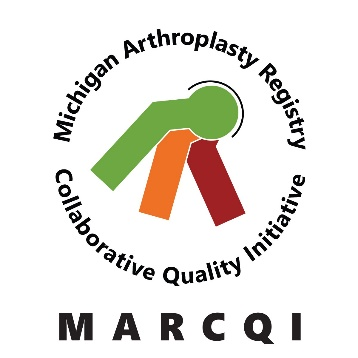 Michigan Arthroplasty Registry
Collaborative Quality Initiative
MARCQI